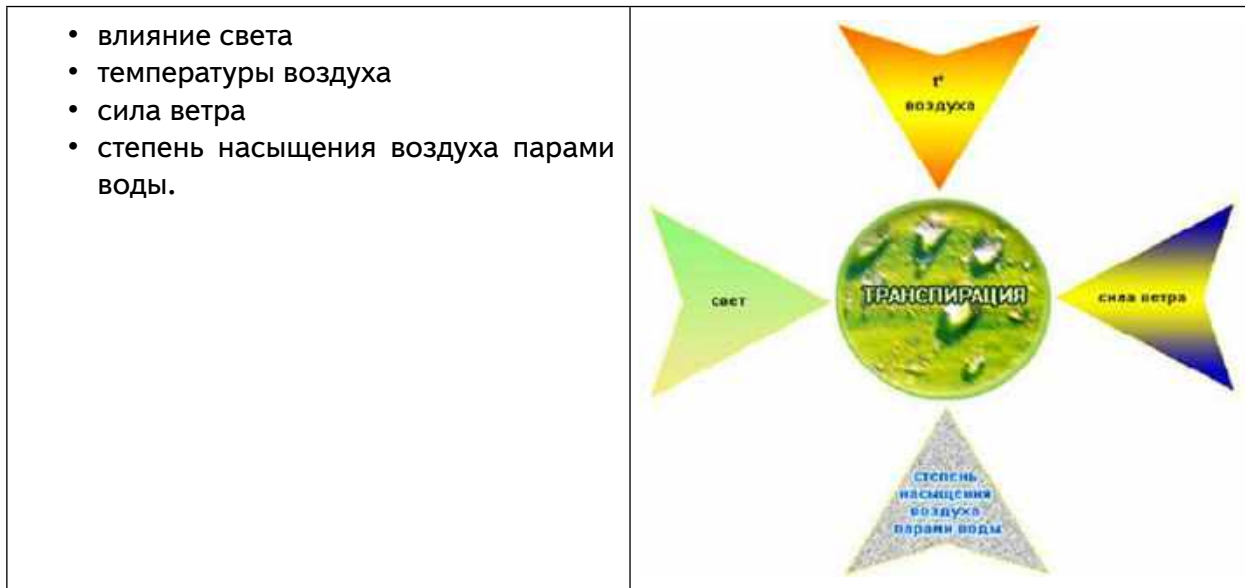 • влияние света
• температуры воздуха
• сила ветра
• степень насыщения воздуха парами
воды.
t°
воздуха
свет
ТРАНСПИРАЦИЯ
сила ветра
степень
насыщения
воздуха
парами воды